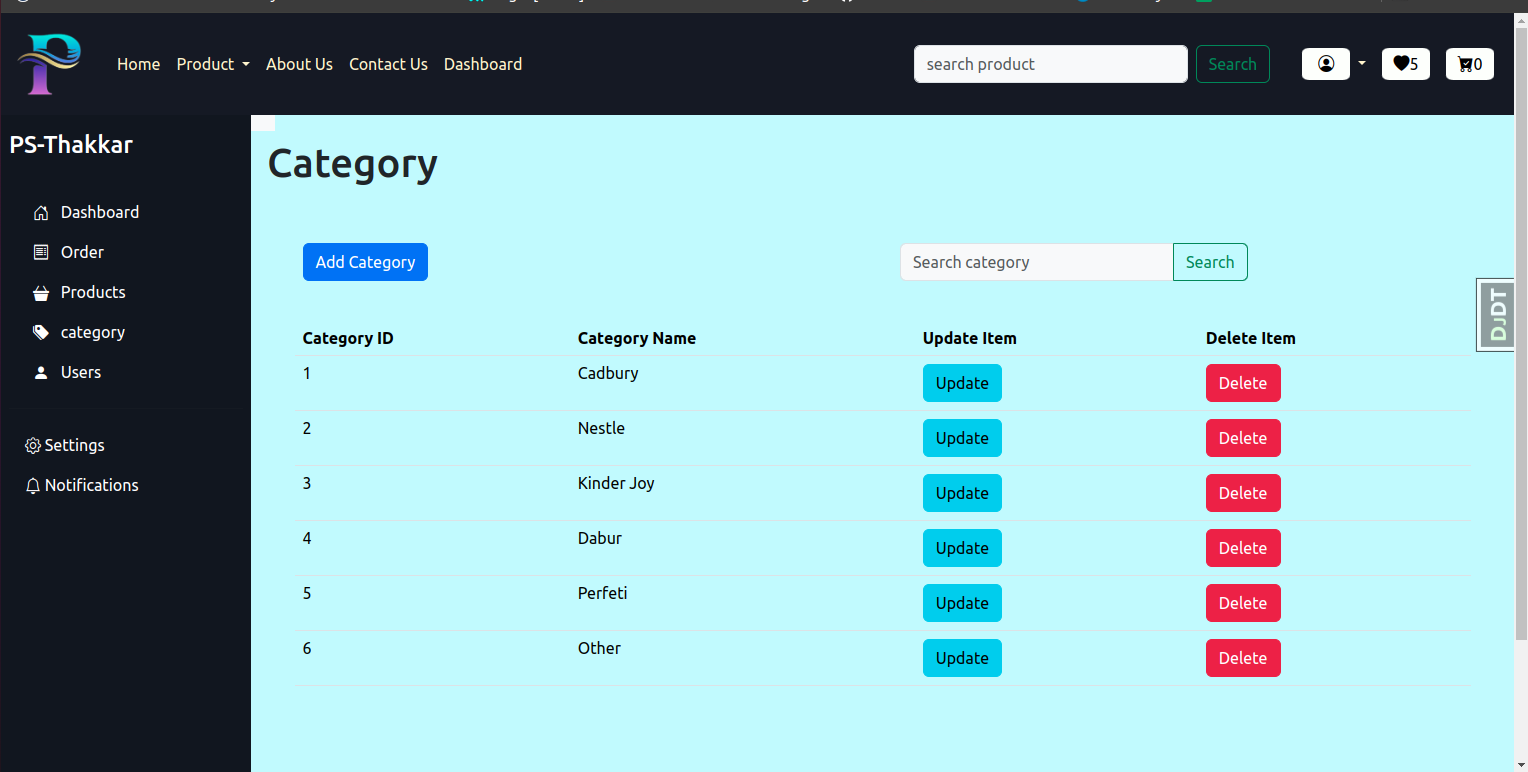 Home Product About Us Contact Us Dashboard search product Search 5 0
PS-Thakkar
Dashboard
Order
Products
category
Users
Settings
Notifications
Category
Add Category Search category Search
Category ID Category Name Update Item Delete Item
1 Cadbury Update Delete
2 Nestle Update Delete
3 Kinder Joy Update Delete
4 Dabur Update Delete
5 Perfeti Update Delete
6 Other Update Delete
DJDT